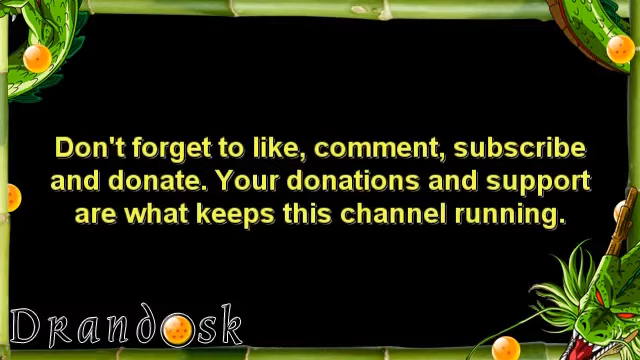 Don't forget to like, comment, subscribe
and donate. Your donations and support
are what keeps this channel running.
Drandosk